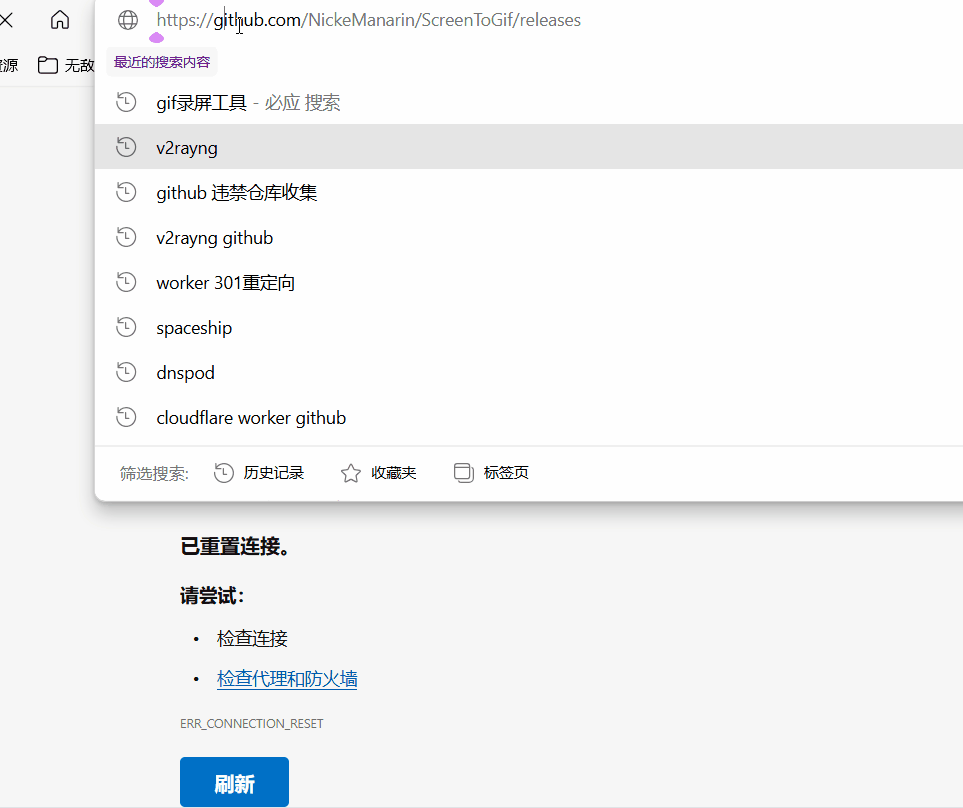 https://github.com/NickeManarin/ScreenToGif/releases
资源 无敌
最近的搜索内容
gif录屏工具 - 必应 搜索
v2rayng
github 违禁仓库收集
v2rayng github
worker 301重定向
spaceship
dnspod
cloudflare worker github
筛选搜索: 历史记录 收藏夹 标签页
已重置连接。
请尝试：
• 检查连接
• 检查代理和防火墙
ERR_CONNECTION_RESET
刷新